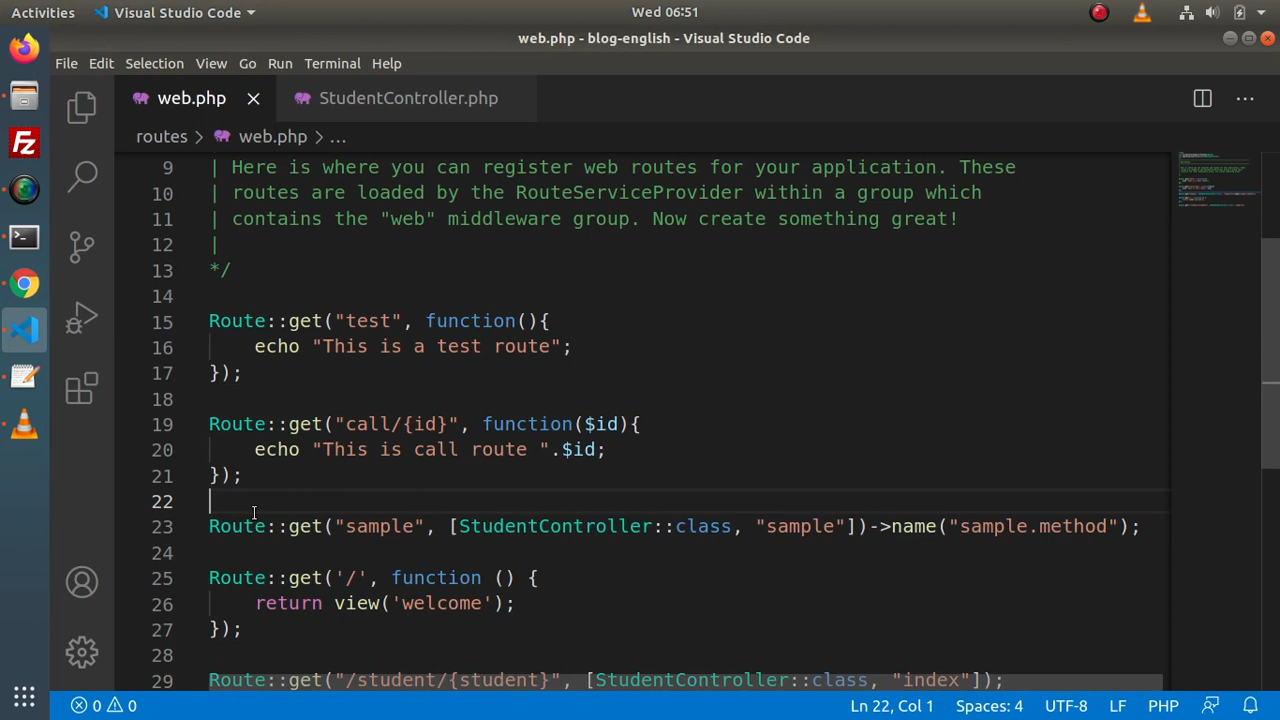 Activities Visual Studio Code Wed 06:51
web.php - blog-english - Visual Studio Code
File Edit Selection View Go Run Terminal Help
web.php StudentController.php
routes > web.php > ...
9 | Here is where you can register web routes for your application. These
10 | routes are loaded by the RouteServiceProvider within a group which
11 | contains the "web" middleware group. Now create something great!
12 |
13 */
14
15 Route::get("test", function(){
16 echo "This is a test route";
17 });
18
19 Route::get("call/{id}", function($id){
20 echo "This is call route ".$id;
21 });
22
23 Route::get("sample", [StudentController::class, "sample"])->name("sample.method");
24
25 Route::get('/', function () {
26 return view('welcome');
27 });
28
29 Route::get("/student/{student}", [StudentController::class, "index"]);
0 0 Ln 22, Col 1 Spaces: 4 UTF-8 LF PHP